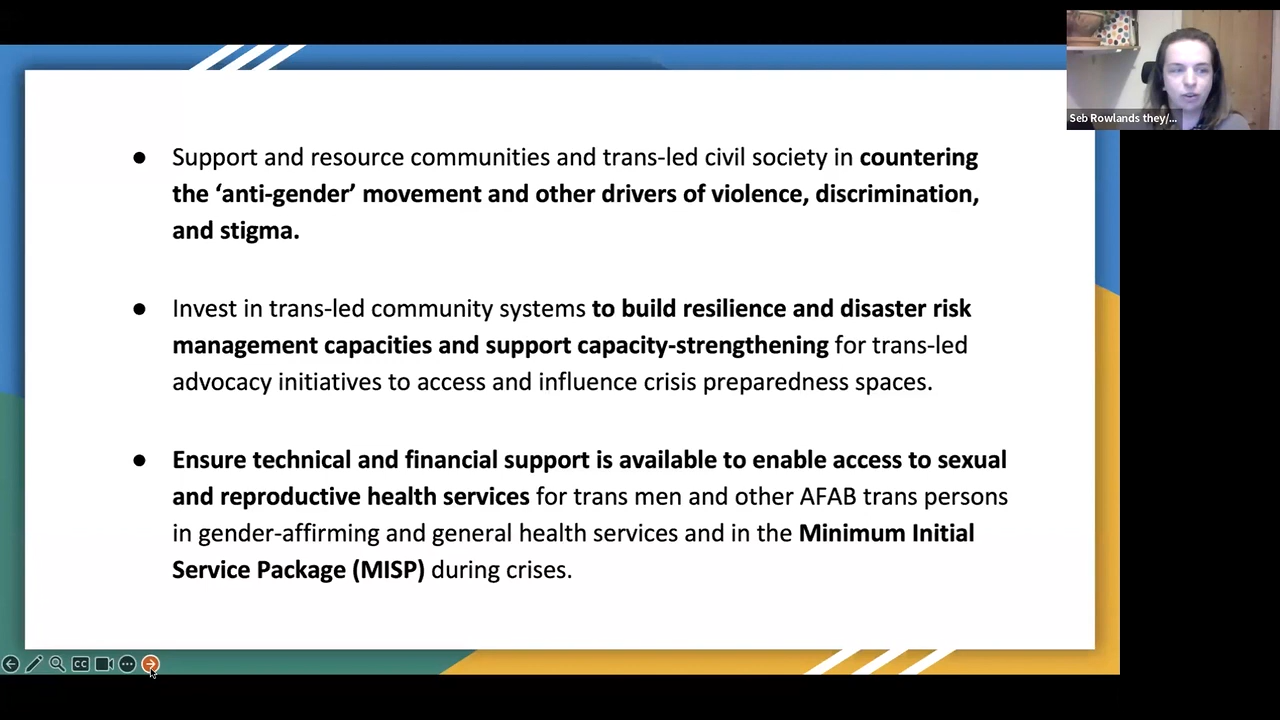 Seb Rowlands they/...
● Support and resource communities and trans-led civil society in countering
the ‘anti-gender’ movement and other drivers of violence, discrimination,
and stigma.
● Invest in trans-led community systems to build resilience and disaster risk
management capacities and support capacity-strengthening for trans-led
advocacy initiatives to access and influence crisis preparedness spaces.
● Ensure technical and financial support is available to enable access to sexual
and reproductive health services for trans men and other AFAB trans persons
in gender-affirming and general health services and in the Minimum Initial
Service Package (MISP) during crises.
CC